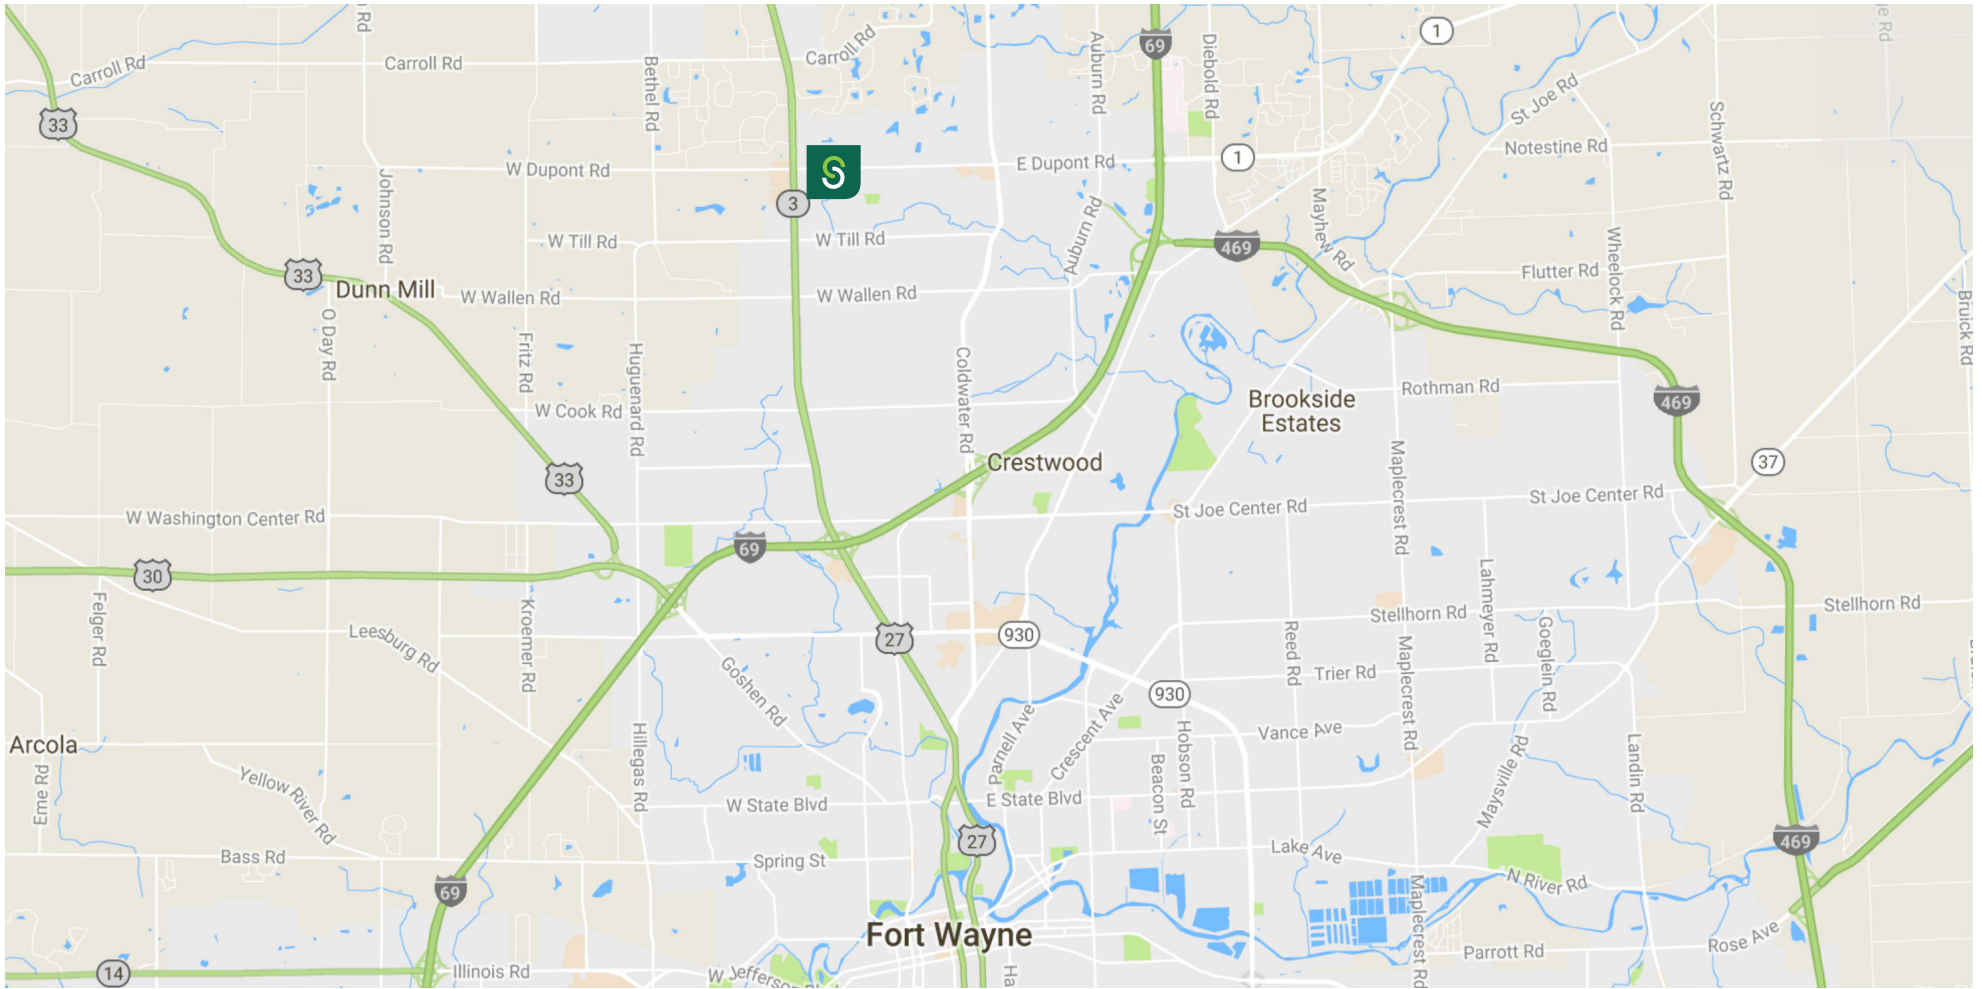 Rd
Carroll Rd
Carroll Rd
Carroll Rd
Bethel Rd
Auburn Rd
69
Diebold Rd
1
St Joe Rd
Schwartz Rd
33
W Dupont Rd
S
E Dupont Rd
1
Notestine Rd
Johnson Rd
3
Mayhew Rd
W Till Rd
W Till Rd
Auburn Rd
469
Wheelock Rd
33
Dunn Mill
W Wallen Rd
W Wallen Rd
Flutter Rd
Bruick Rd
O Day Rd
Fritz Rd
Huguenard Rd
Coldwater Rd
Brookside
Estates
Rothman Rd
469
W Cook Rd
Crestwood
Maplecrest Rd
37
33
W Washington Center Rd
St Joe Center Rd
St Joe Center Rd
69
30
Felger Rd
Kroemer Rd
Leesburg Rd
27
930
Stellhorn Rd
Lahmeyer Rd
Stellhorn Rd
Goeglein Rd
Goshen Rd
Reed Rd
Trier Rd
Maplecrest Rd
930
Arcola
Eme Rd
Hillegas Rd
Parnell Ave
Crescent Ave
Hobson Rd
Beacon St
Vance Ave
Landin Rd
Maysville Rd
Yellow River Rd
W State Blvd
E State Blvd
27
469
Bass Rd
Spring St
Lake Ave
69
N River Rd
Maplecrest Rd
Fort Wayne
Rose Ave
Parrott Rd
14
Illinois Rd
W Jefferson Blvd
Ha